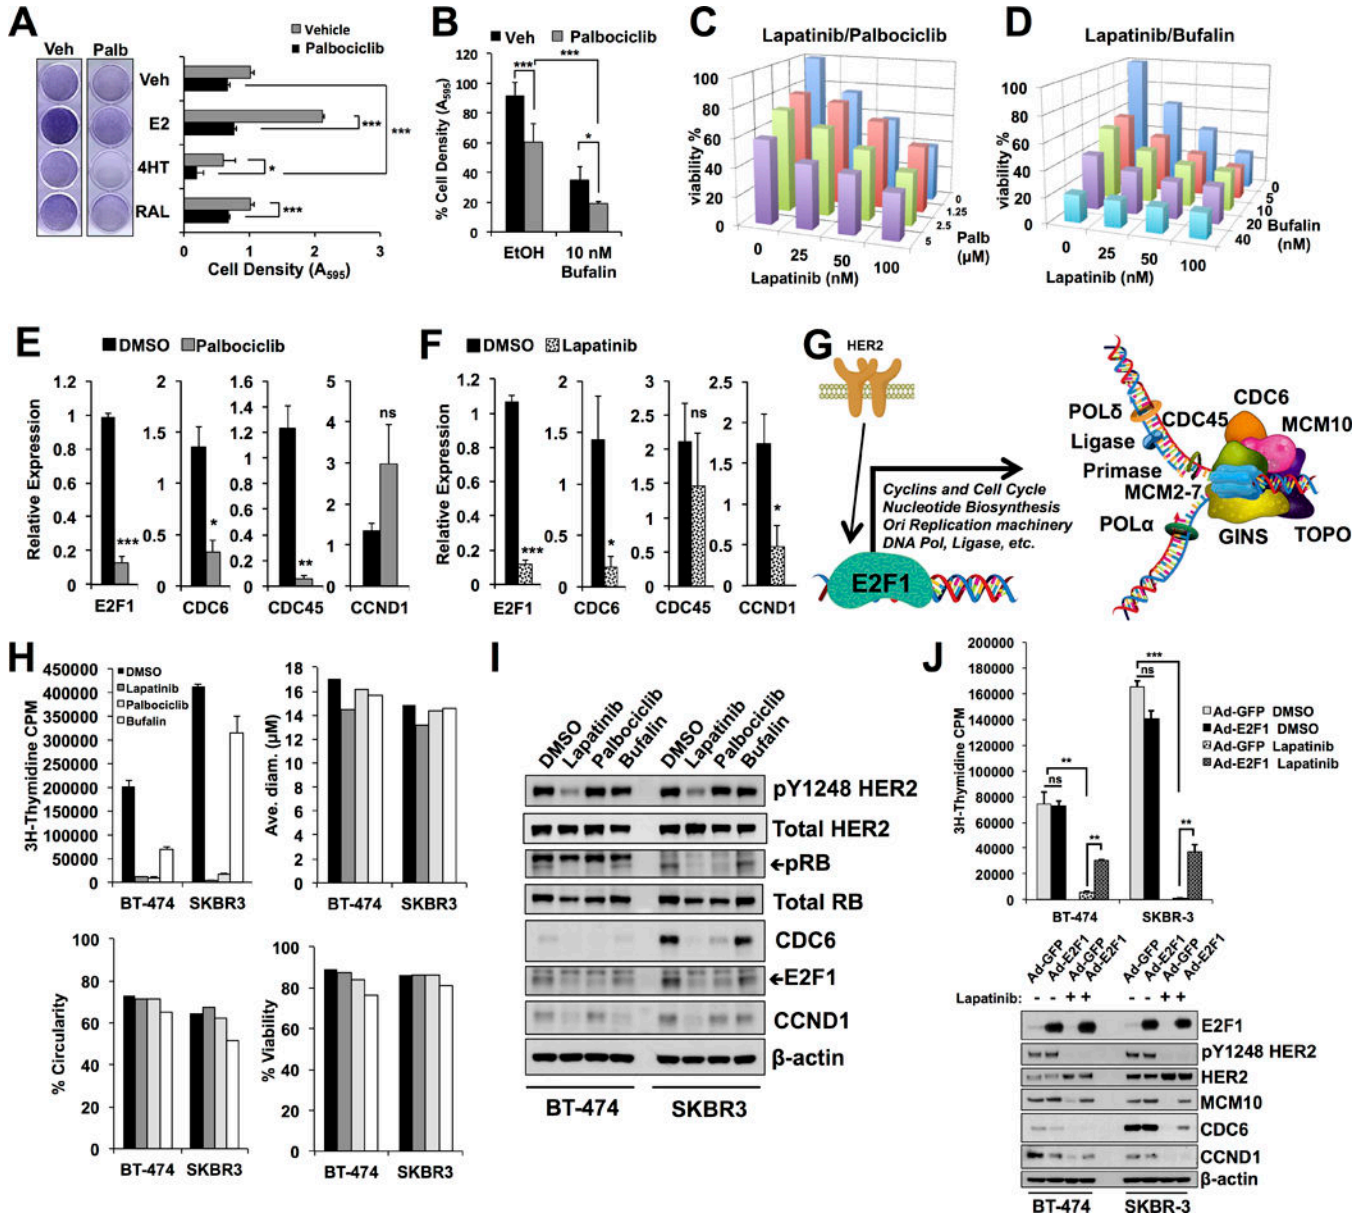 A
Veh Palb
Vehicle
Palbociclib
Veh
E2
4HT
RAL
***
***
*
***
0 1 2 3
Cell Density (A595)
B
Veh Palbociclib
% Cell Density (A595)
120
100
80
60
40
20
0
***
***
*
EtOH
10 nM
Bufalin
C
Lapatinib/Palbociclib
viability %
100
80
60
40
20
0
0 25 50 100
Lapatinib (nM)
0
1.25
2.5
5
Palb
(µM)
D
Lapatinib/Bufalin
viability %
100
80
60
40
20
0
0 25 50 100
Lapatinib (nM)
0
5
10
20
40
Bufalin
(nM)
E
DMSO Palbociclib
Relative Expression
1.2
1
0.8
0.6
0.4
0.2
0
***
E2F1
2
1.5
1
0.5
0
*
CDC6
1.6
1.4
1.2
1
0.8
0.6
0.4
0.2
0
**
CDC45
5
4
3
2
1
0
ns
CCND1
F
DMSO Lapatinib
Relative Expression
1.2
1
0.8
0.6
0.4
0.2
0
***
E2F1
2
1.5
1
0.5
0
*
CDC6
3
2.5
2
1.5
1
0.5
0
ns
CDC45
2.5
2
1.5
1
0.5
0
*
CCND1
G
HER2
Cyclins and Cell Cycle
Nucleotide Biosynthesis
Ori Replication machinery
DNA Pol, Ligase, etc.
E2F1
POLδ
CDC45
CDC6
MCM10
Ligase
Primase
MCM2-7
POLα
GINS
TOPO
H
3H-Thymidine CPM
450000
400000
350000
300000
250000
200000
150000
100000
50000
0
DMSO
Lapatinib
Palbociclib
Bufalin
BT-474 SKBR3
Ave. diam. (µM)
18
16
14
12
10
8
6
4
2
0
BT-474 SKBR3
% Circularity
100
80
60
40
20
0
BT-474 SKBR3
% Viability
100
80
60
40
20
0
BT-474 SKBR3
I
DMSO Lapatinib Palbociclib Bufalin DMSO Lapatinib Palbociclib Bufalin
pY1248 HER2
Total HER2
←pRB
Total RB
CDC6
←E2F1
CCND1
β-actin
BT-474 SKBR3
J
3H-Thymidine CPM
200000
180000
160000
140000
120000
100000
80000
60000
40000
20000
0
Ad-GFP DMSO
Ad-E2F1 DMSO
Ad-GFP Lapatinib
Ad-E2F1 Lapatinib
**
ns
**
***
ns
**
BT-474 SKBR-3
Ad-GFP Ad-E2F1 Ad-GFP Ad-E2F1 Ad-GFP Ad-E2F1 Ad-GFP Ad-E2F1
Lapatinib: - - + + - - + +
E2F1
pY1248 HER2
HER2
MCM10
CDC6
CCND1
β-actin
BT-474 SKBR-3